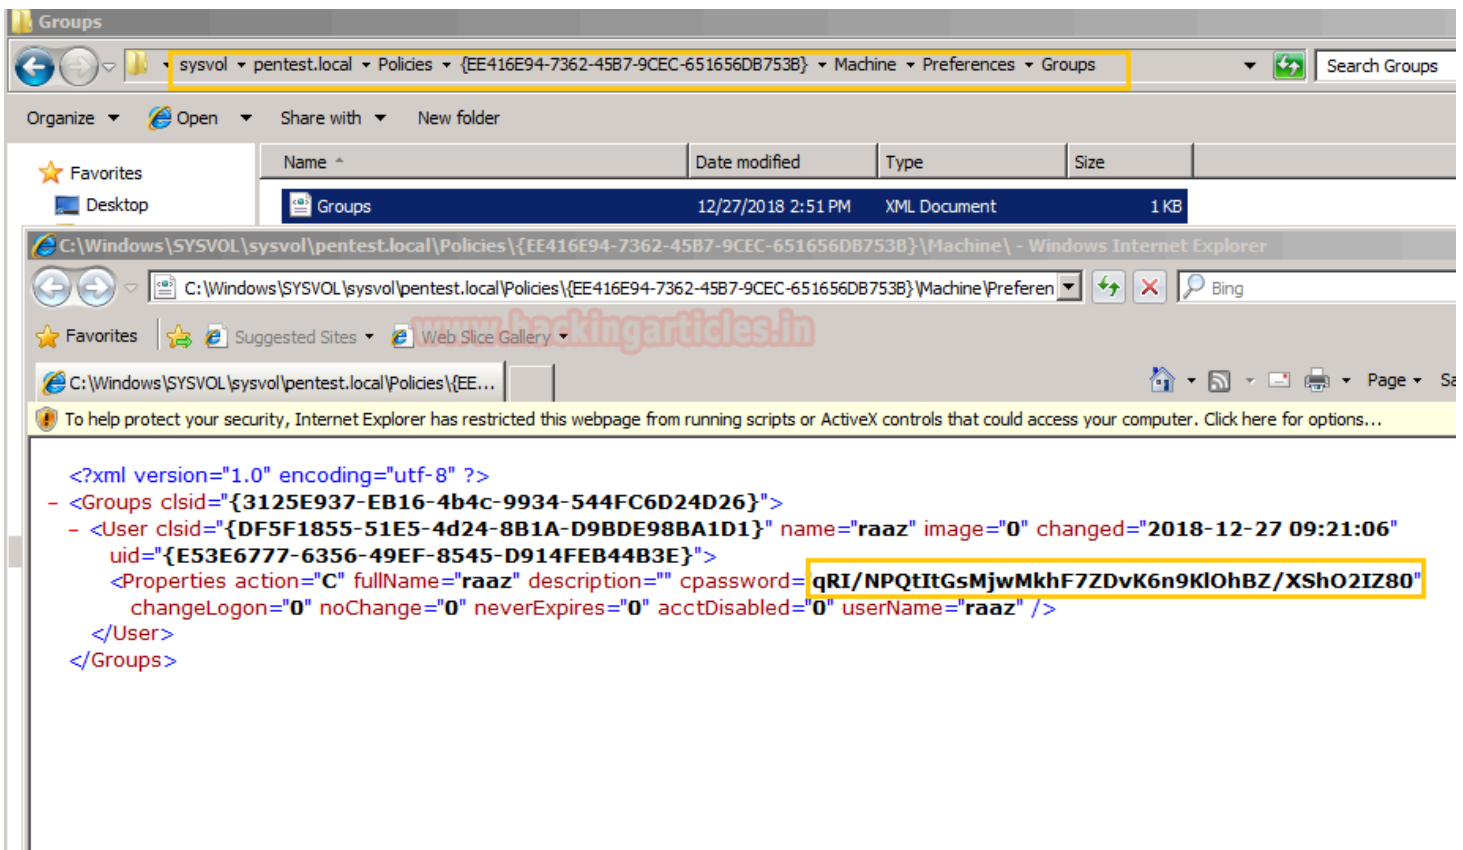 Groups
sysvol pentest.local Policies {EE416E94-7362-45B7-9CEC-651656DB753B} Machine Preferences Groups Search Groups
Organize Open Share with New folder
Favorites Name Date modified Type Size
Desktop Groups 12/27/2018 2:51 PM XML Document 1 KB
C:\Windows\SYSVOL\sysvol\pentest.local\Policies\{EE416E94-7362-45B7-9CEC-651656DB753B}\Machine\ - Windows Internet Explorer
C:\Windows\SYSVOL\sysvol\pentest.local\Policies\{EE416E94-7362-45B7-9CEC-651656DB753B}\Machine\Preferen Bing
www.hackingarticles.in
Favorites Suggested Sites Web Slice Gallery
C:\Windows\SYSVOL\sysvol\pentest.local\Policies\{EE... Page Sa
To help protect your security, Internet Explorer has restricted this webpage from running scripts or ActiveX controls that could access your computer. Click here for options...
<?xml version="1.0" encoding="utf-8" ?>
- <Groups clsid="{3125E937-EB16-4b4c-9934-544FC6D24D26}">
- <User clsid="{DF5F1855-51E5-4d24-8B1A-D9BDE98BA1D1}" name="raaz" image="0" changed="2018-12-27 09:21:06"
uid="{E53E6777-6356-49EF-8545-D914FEB44B3E}">
<Properties action="C" fullName="raaz" description="" cpassword="qRI/NPQtItGsMjwMkhF7ZDvK6n9KlOhBZ/XShO2IZ80"
changeLogon="0" noChange="0" neverExpires="0" acctDisabled="0" userName="raaz" />
</User>
</Groups>